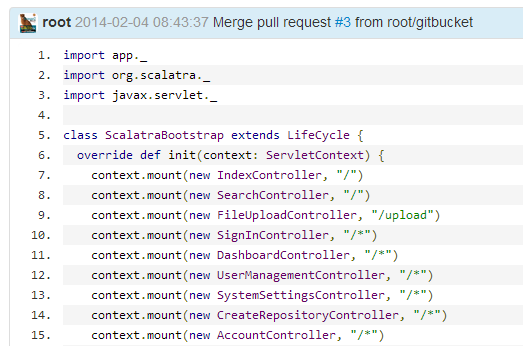 root 2014-02-04 08:43:37 Merge pull request #3 from root/gitbucket
1. import app._
2. import org.scalatra._
3. import javax.servlet._
4.
5. class ScalatraBootstrap extends LifeCycle {
6. override def init(context: ServletContext) {
7. context.mount(new IndexController, "/")
8. context.mount(new SearchController, "/")
9. context.mount(new FileUploadController, "/upload")
10. context.mount(new SignInController, "/*")
11. context.mount(new DashboardController, "/*")
12. context.mount(new UserManagementController, "/*")
13. context.mount(new SystemSettingsController, "/*")
14. context.mount(new CreateRepositoryController, "/*")
15. context.mount(new AccountController, "/*")